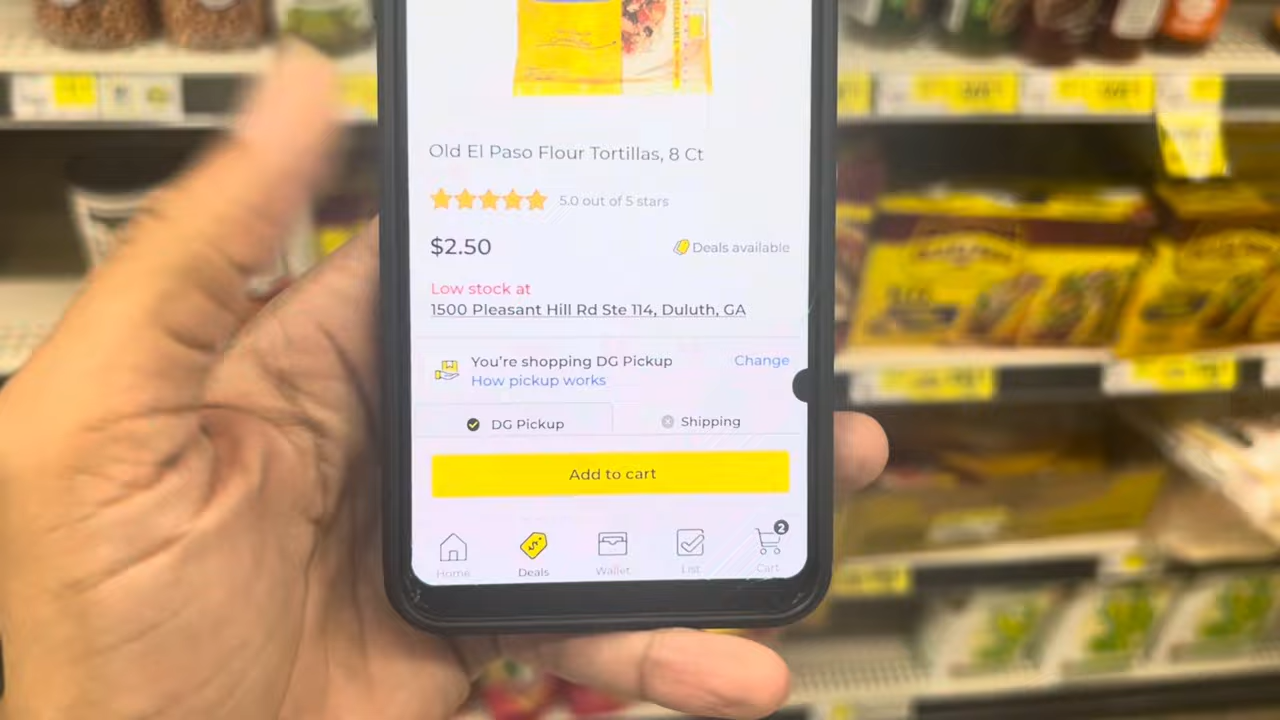 Old El Paso Flour Tortillas, 8 Ct
5.0 out of 5 stars
$2.50
Deals available
Low stock at
1500 Pleasant Hill Rd Ste 114, Duluth, GA
You're shopping DG Pickup
Change
How pickup works
DG Pickup
Shipping
Add to cart
2
Home
Deals
Wallet
List
Cart